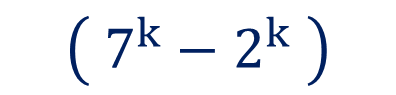 ( 7ᵏ − 2ᵏ )